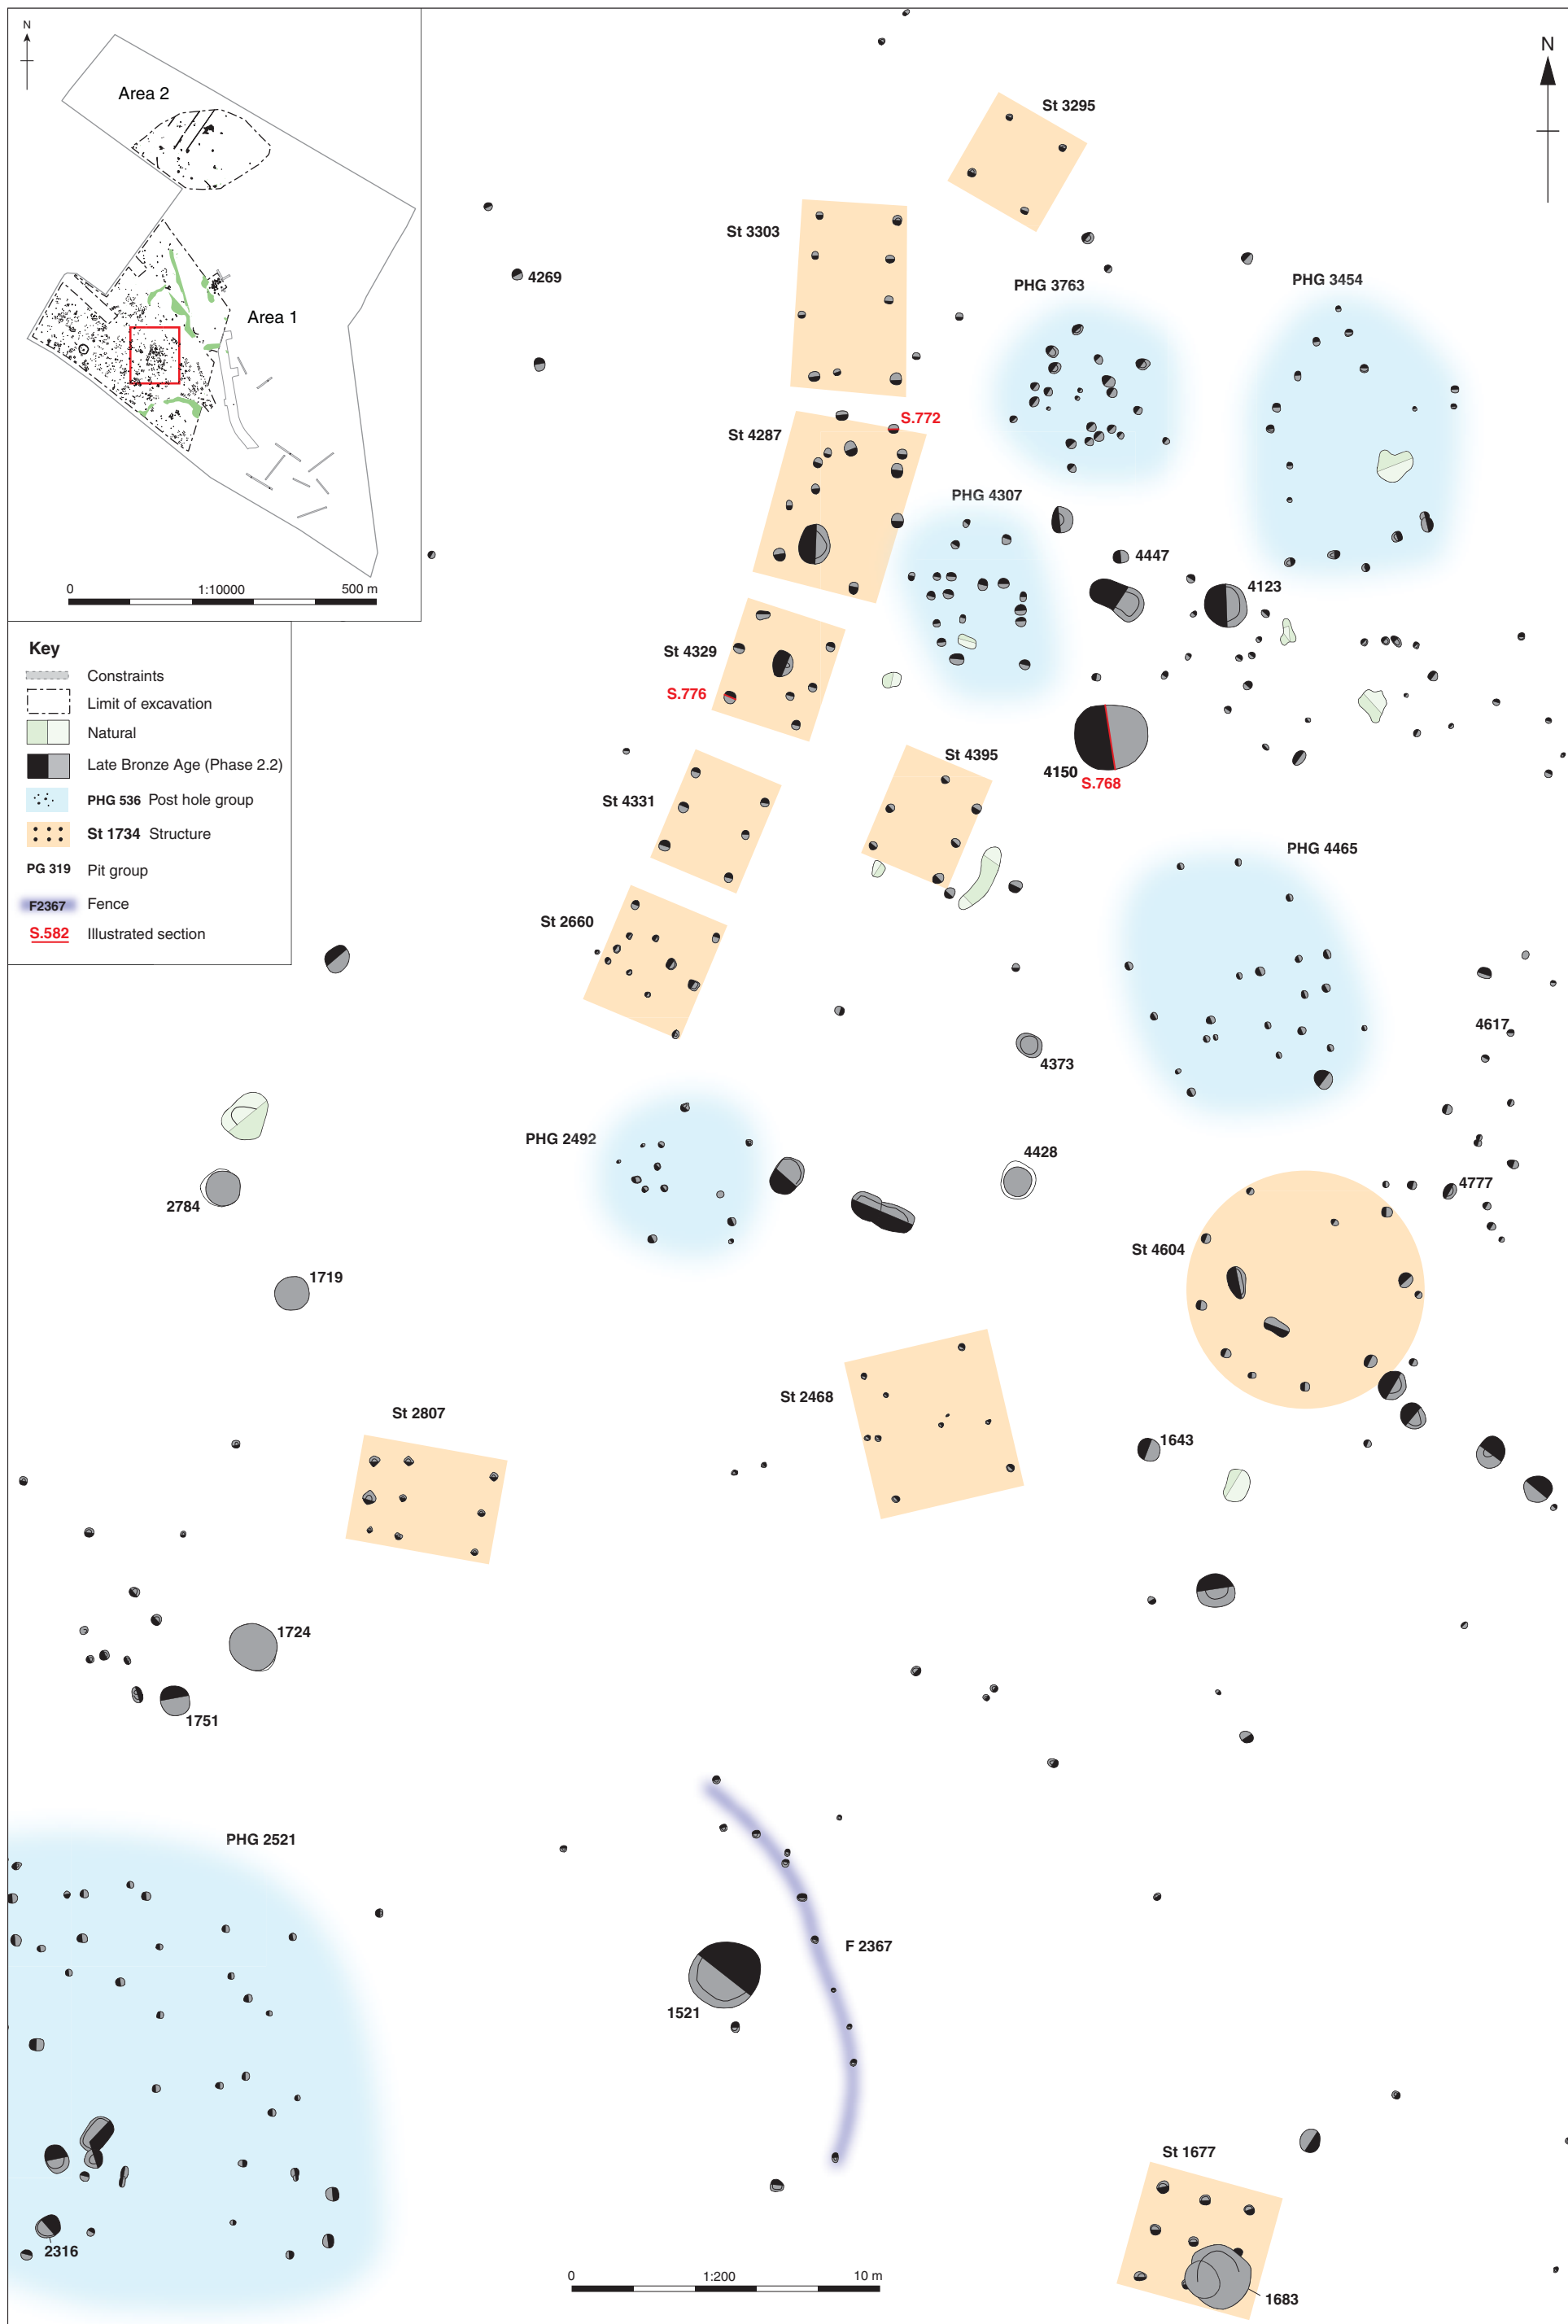 N
Area 2
Area 1
0 1:10000 500 m
Key
Constraints
Limit of excavation
Natural
Late Bronze Age (Phase 2.2)
PHG 536 Post hole group
St 1734 Structure
PG 319 Pit group
F2367 Fence
S.582 Illustrated section
N
St 3295
St 3303
4269
PHG 3763
PHG 3454
S.772
St 4287
PHG 4307
4447
4123
St 4329
S.776
St 4395
4150
S.768
St 4331
PHG 4465
St 2660
4617
4373
PHG 2492
4428
4777
2784
St 4604
1719
St 2468
St 2807
1643
1724
1751
PHG 2521
F 2367
1521
St 1677
2316
0 1:200 10 m
1683